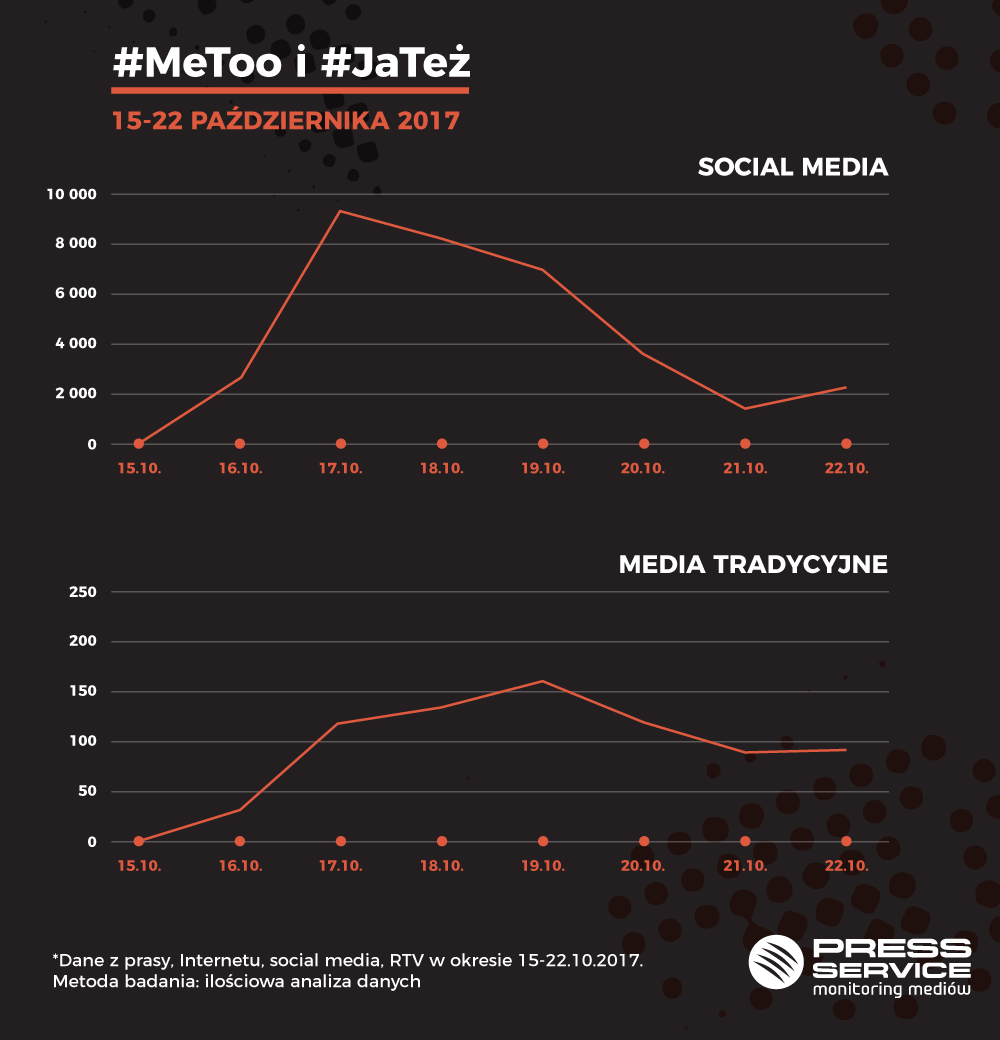 #MeToo i #JaTeż
15-22 PAŹDZIERNIKA 2017
SOCIAL MEDIA
10 000
8 000
6 000
4 000
2 000
0
15.10. 16.10. 17.10. 18.10. 19.10. 20.10. 21.10. 22.10.
MEDIA TRADYCYJNE
250
200
150
100
50
0
15.10. 16.10. 17.10. 18.10. 19.10. 20.10. 21.10. 22.10.
*Dane z prasy, Internetu, social media, RTV w okresie 15-22.10.2017.
Metoda badania: ilościowa analiza danych
PRESS
SERVICE
monitoring mediów